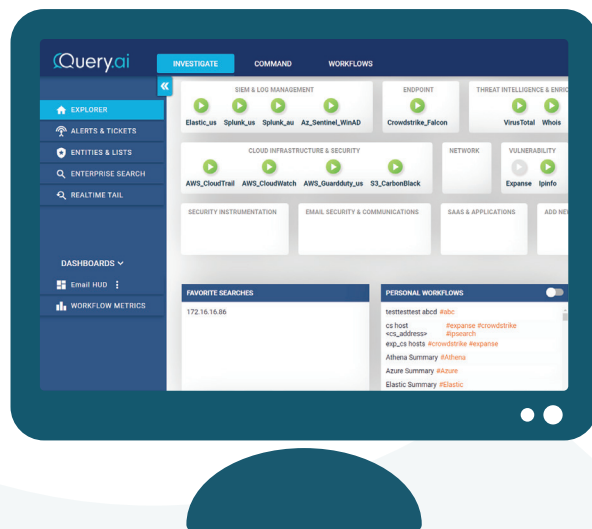 Query.ai
INVESTIGATE COMMAND WORKFLOWS
«
EXPLORER
ALERTS & TICKETS
ENTITIES & LISTS
ENTERPRISE SEARCH
REALTIME TAIL
DASHBOARDS
Email HUD
WORKFLOW METRICS
SIEM & LOG MANAGEMENT
Elastic_us Splunk_us Splunk_au Az_Sentinel_WinAD
ENDPOINT
Crowdstrike_Falcon
THREAT INTELLIGENCE & ENRIC
VirusTotal Whois
CLOUD INFRASTRUCTURE & SECURITY
AWS_CloudTrail AWS_CloudWatch AWS_Guardduty_us S3_CarbonBlack
NETWORK
VULNERABILITY
Expanse Ipinfo
SECURITY INSTRUMENTATION
EMAIL SECURITY & COMMUNICATIONS
SAAS & APPLICATIONS
ADD NE
FAVORITE SEARCHES
172.16.16.86
PERSONAL WORKFLOWS
testtesttest abcd #abc
cs host #expanse #crowdstrike
<cs_address> #ipsearch
exp_cs hosts #crowdstrike #expanse
Athena Summary #Athena
Azure Summary #Azure
Elastic Summary #Elastic